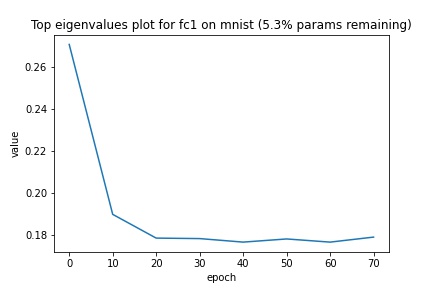 Top eigenvalues plot for fc1 on mnist (5.3% params remaining)
0.26
0.24
0.22
0.20
0.18
value
0 10 20 30 40 50 60 70
epoch